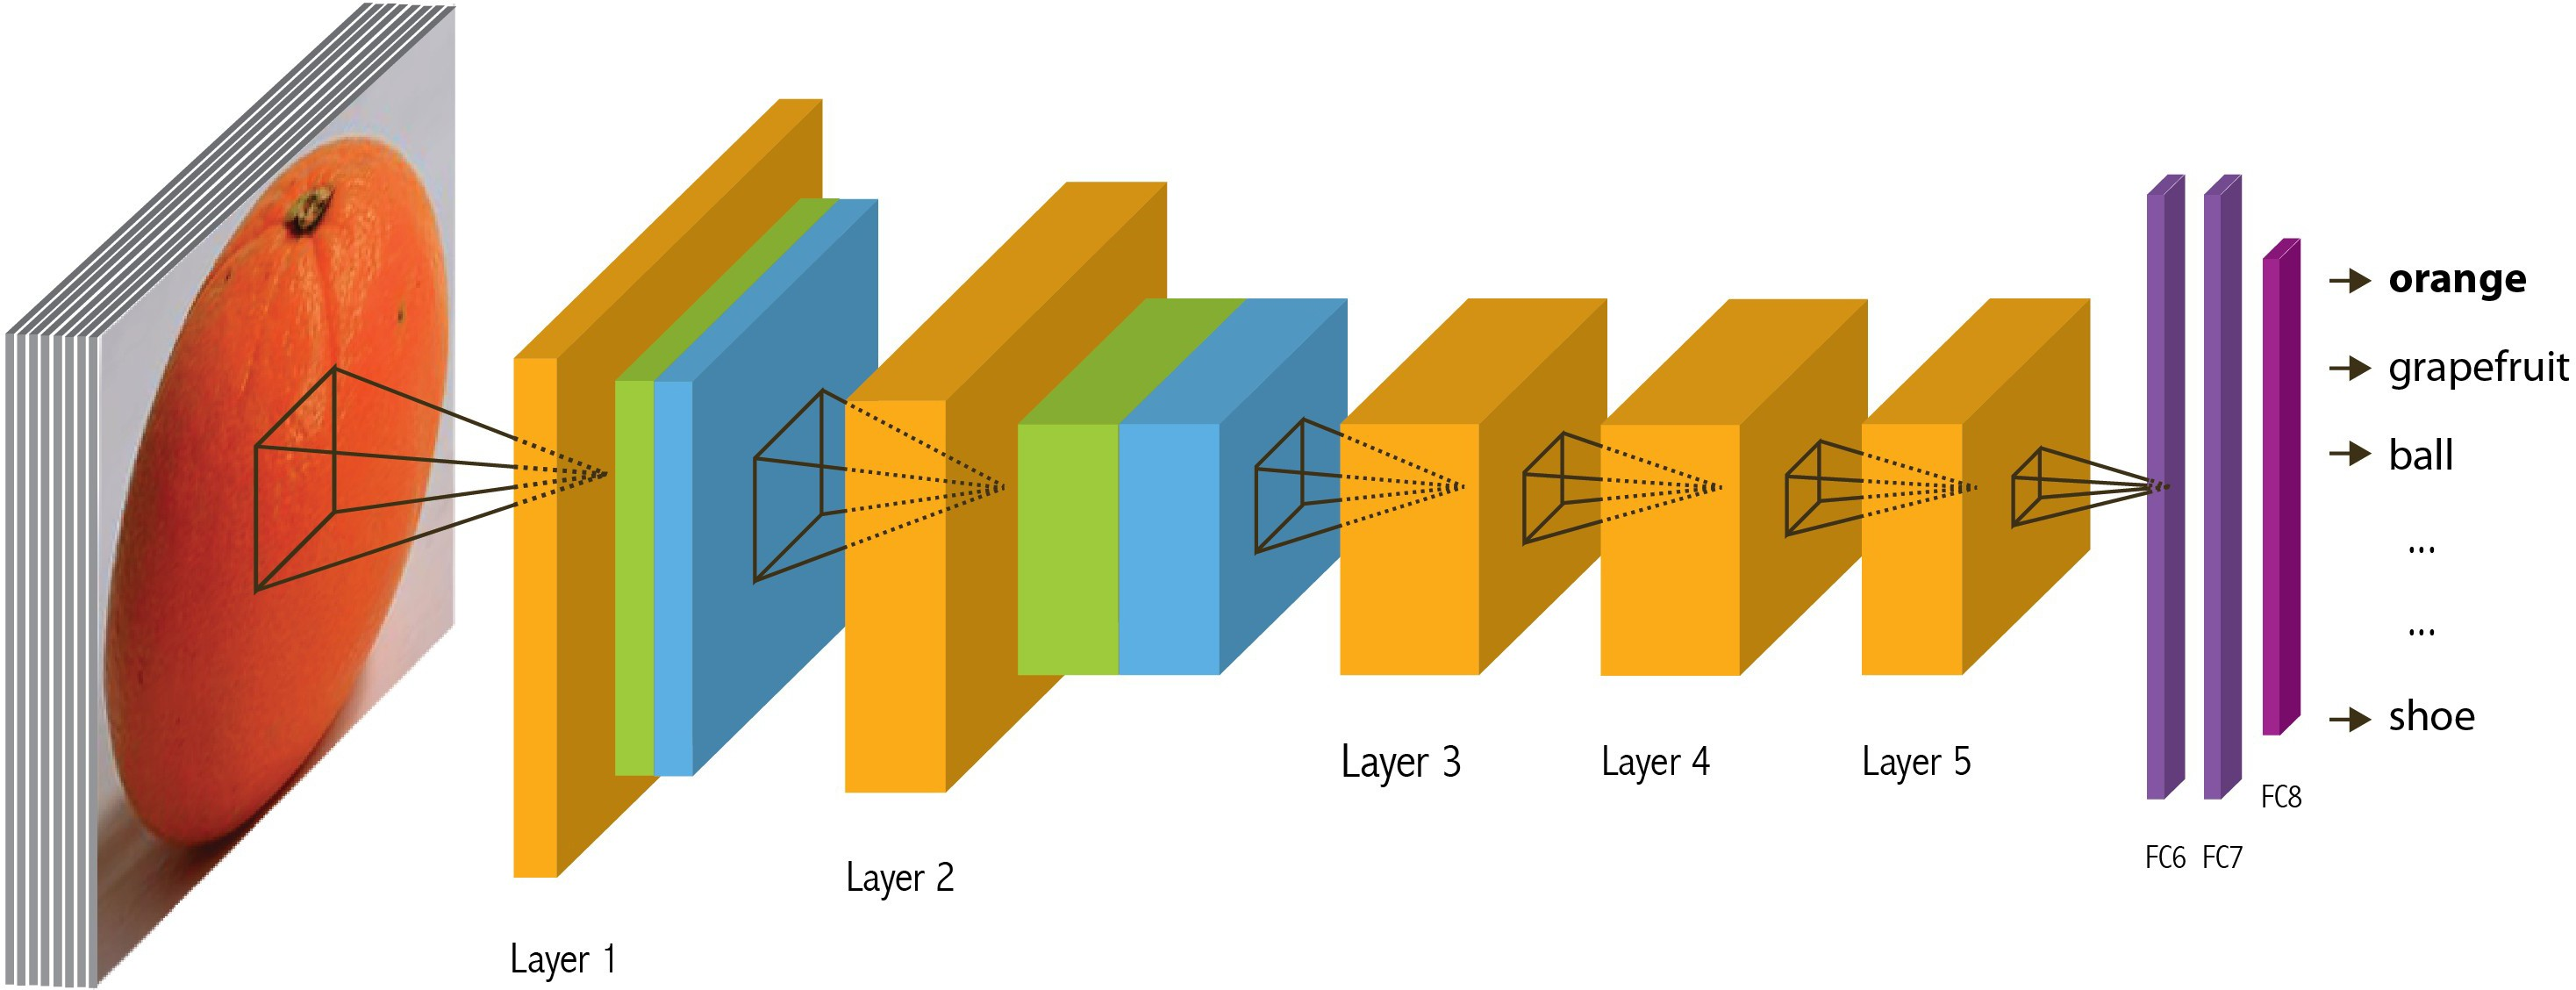 Layer 1
Layer 2
Layer 3
Layer 4
Layer 5
FC6
FC7
FC8
orange
grapefruit
ball
...
...
shoe